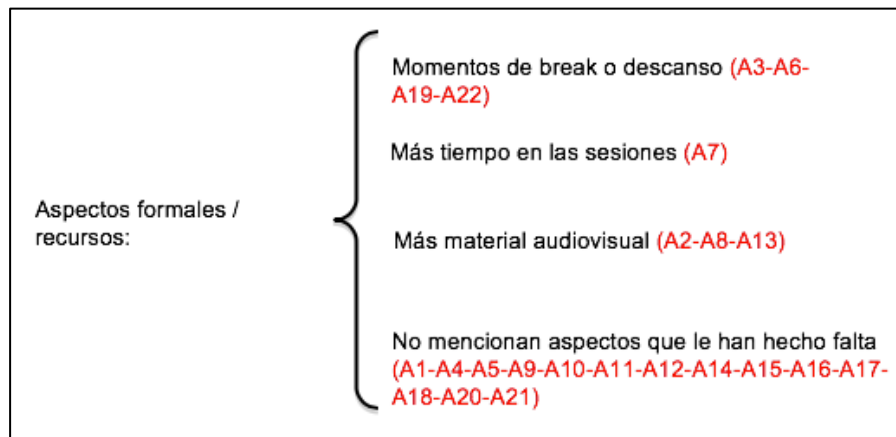 Momentos de break o descanso (A3-A6-
A19-A22)
Más tiempo en las sesiones (A7)
Aspectos formales /
recursos:
Más material audiovisual (A2-A8-A13)
No mencionan aspectos que le han hecho falta
(A1-A4-A5-A9-A10-A11-A12-A14-A15-A16-A17-
A18-A20-A21)